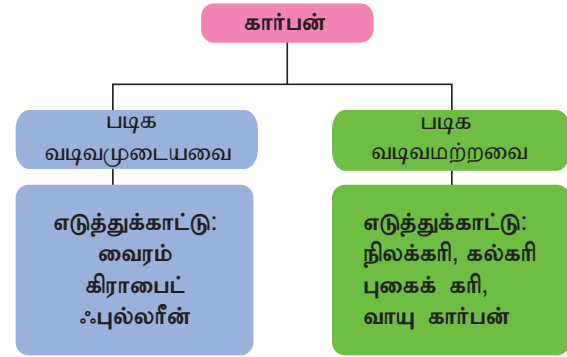 கார்பன்
படிக
வடிவமுடையவை
படிக
வடிவமற்றவை
எடுத்துக்காட்டு:
வைரம்
கிராபைட்
ஃபுல்லரீன்
எடுத்துக்காட்டு:
நிலக்கரி, கல்கரி
புகைக் கரி,
வாயு கார்பன்